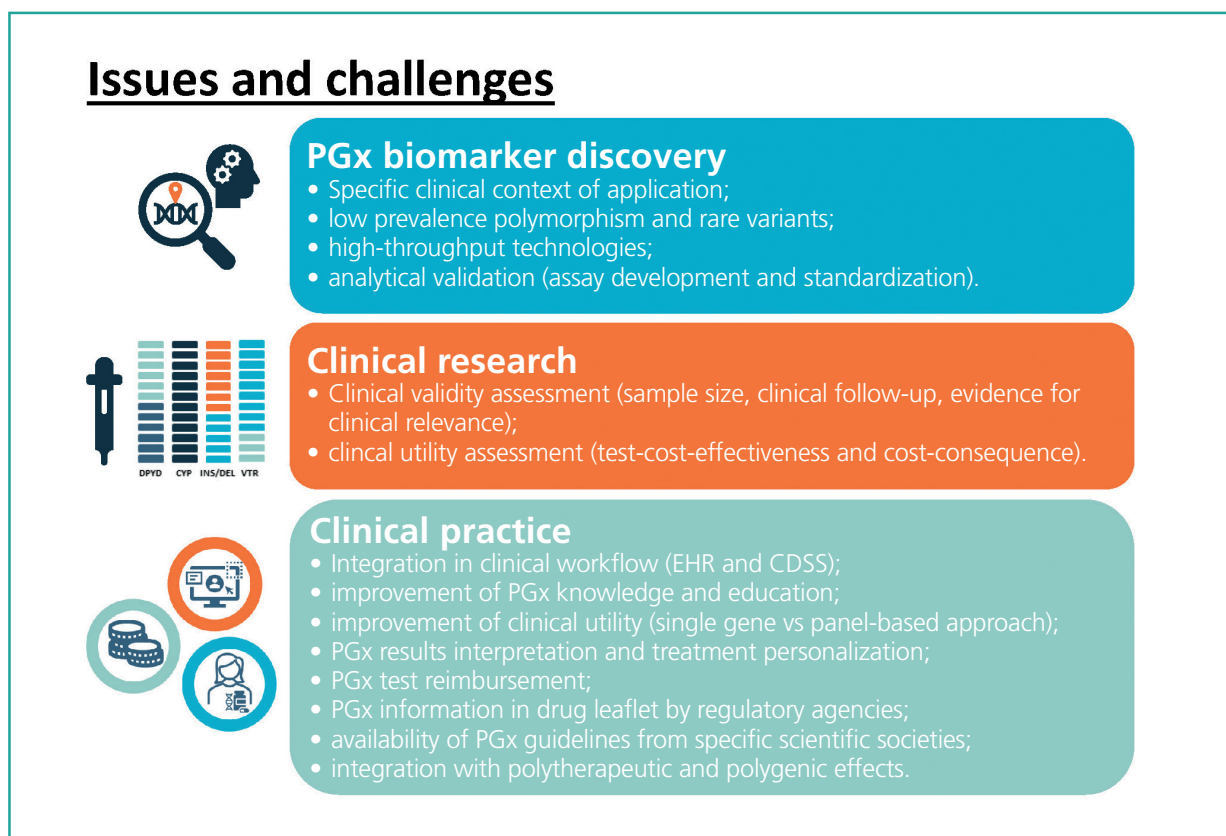 Issues and challenges
PGx biomarker discovery
• Specific clinical context of application;
• low prevalence polymorphism and rare variants;
• high-throughput technologies;
• analytical validation (assay development and standardization).
DPYD CYP INS/DEL VTR
Clinical research
• Clinical validity assessment (sample size, clinical follow-up, evidence for
clinical relevance);
• clincal utility assessment (test-cost-effectiveness and cost-consequence).
Clinical practice
• Integration in clinical workflow (EHR and CDSS);
• improvement of PGx knowledge and education;
• improvement of clinical utility (single gene vs panel-based approach);
• PGx results interpretation and treatment personalization;
• PGx test reimbursement;
• PGx information in drug leaflet by regulatory agencies;
• availability of PGx guidelines from specific scientific societies;
• integration with polytherapeutic and polygenic effects.